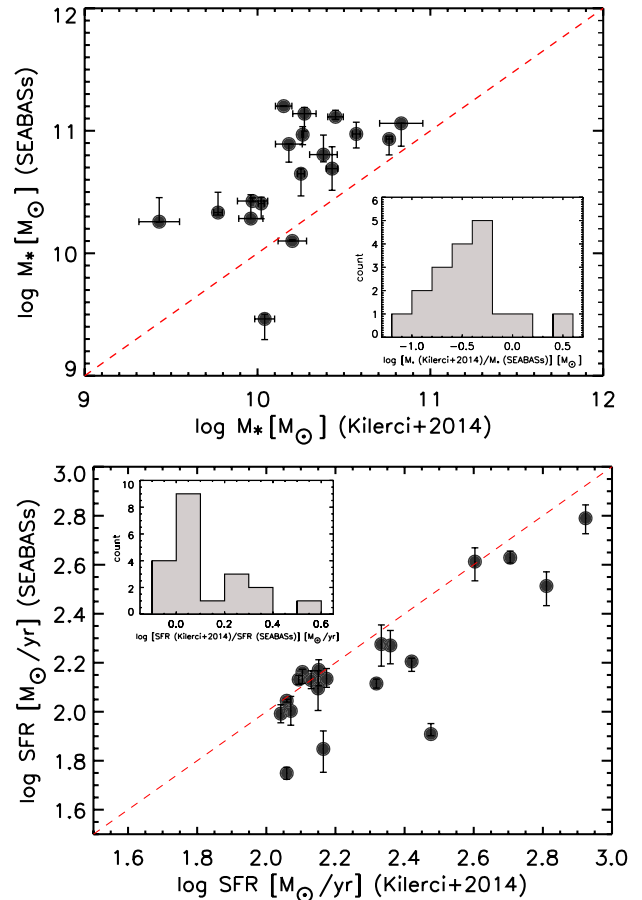 12
11
10
9
log M* [M⊙] (SEABASs)
6
5
4
3
2
1
0
count
−1.0 −0.5 0.0 0.5
log [M* (Kilerci+2014)/M* (SEABASs)] [M⊙]
9 10 11 12
log M* [M⊙] (Kilerci+2014)
3.0
2.8
2.6
2.4
2.2
2.0
1.8
1.6
log SFR [M⊙/yr] (SEABASs)
10
8
6
4
2
0
count
0.0 0.2 0.4 0.6
log [SFR (Kilerci+2014)/SFR (SEABASs)] [M⊙/yr]
1.6 1.8 2.0 2.2 2.4 2.6 2.8 3.0
log SFR [M⊙/yr] (Kilerci+2014)